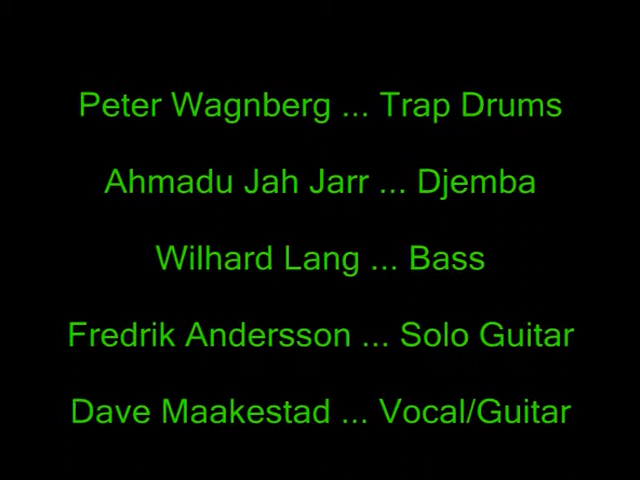 Peter Wagnberg ... Trap Drums
Ahmadu Jah Jarr ... Djemba
Wilhard Lang ... Bass
Fredrik Andersson ... Solo Guitar
Dave Maakestad ... Vocal/Guitar